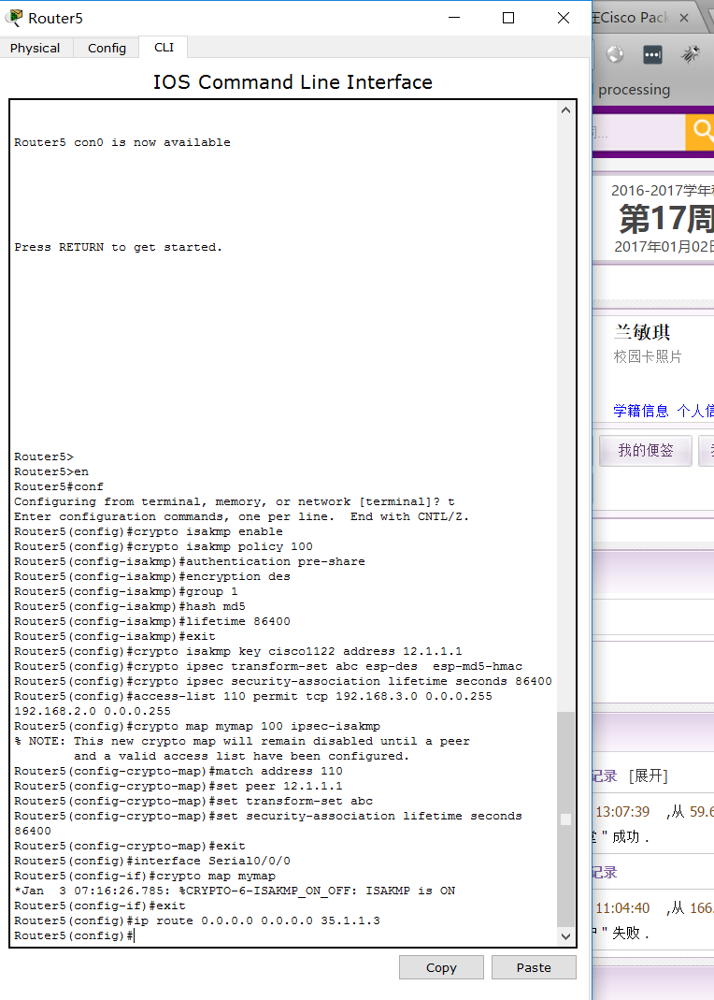 Router5
Physical
Config
CLI
IOS Command Line Interface
Router5 con0 is now available
Press RETURN to get started.
Router5>
Router5>en
Router5#conf
Configuring from terminal, memory, or network [terminal]? t
Enter configuration commands, one per line.  End with CNTL/Z.
Router5(config)#crypto isakmp enable
Router5(config)#crypto isakmp policy 100
Router5(config-isakmp)#authentication pre-share
Router5(config-isakmp)#encryption des
Router5(config-isakmp)#group 1
Router5(config-isakmp)#hash md5
Router5(config-isakmp)#lifetime 86400
Router5(config-isakmp)#exit
Router5(config)#crypto isakmp key cisco1122 address 12.1.1.1
Router5(config)#crypto ipsec transform-set abc esp-des  esp-md5-hmac
Router5(config)#crypto ipsec security-association lifetime seconds 86400
Router5(config)#access-list 110 permit tcp 192.168.3.0 0.0.0.255
192.168.2.0 0.0.0.255
Router5(config)#crypto map mymap 100 ipsec-isakmp
% NOTE: This new crypto map will remain disabled until a peer
        and a valid access list have been configured.
Router5(config-crypto-map)#match address 110
Router5(config-crypto-map)#set peer 12.1.1.1
Router5(config-crypto-map)#set transform-set abc
Router5(config-crypto-map)#set security-association lifetime seconds
86400
Router5(config-crypto-map)#exit
Router5(config)#interface Serial0/0/0
Router5(config-if)#crypto map mymap
*Jan  3 07:16:26.785: %CRYPTO-6-ISAKMP_ON_OFF: ISAKMP is ON
Router5(config-if)#exit
Router5(config)#ip route 0.0.0.0 0.0.0.0 35.1.1.3
Router5(config)#
Copy
Paste
在Cisco Pack
processing
2016-2017学年
第17周
2017年01月02日
兰敏琪
校园卡照片
学籍信息 个人信
我的便签
记录 [展开]
13:07:39 ,从 59.6
" 成功 .
记录
11:04:40 ,从 166.
" 失败 .